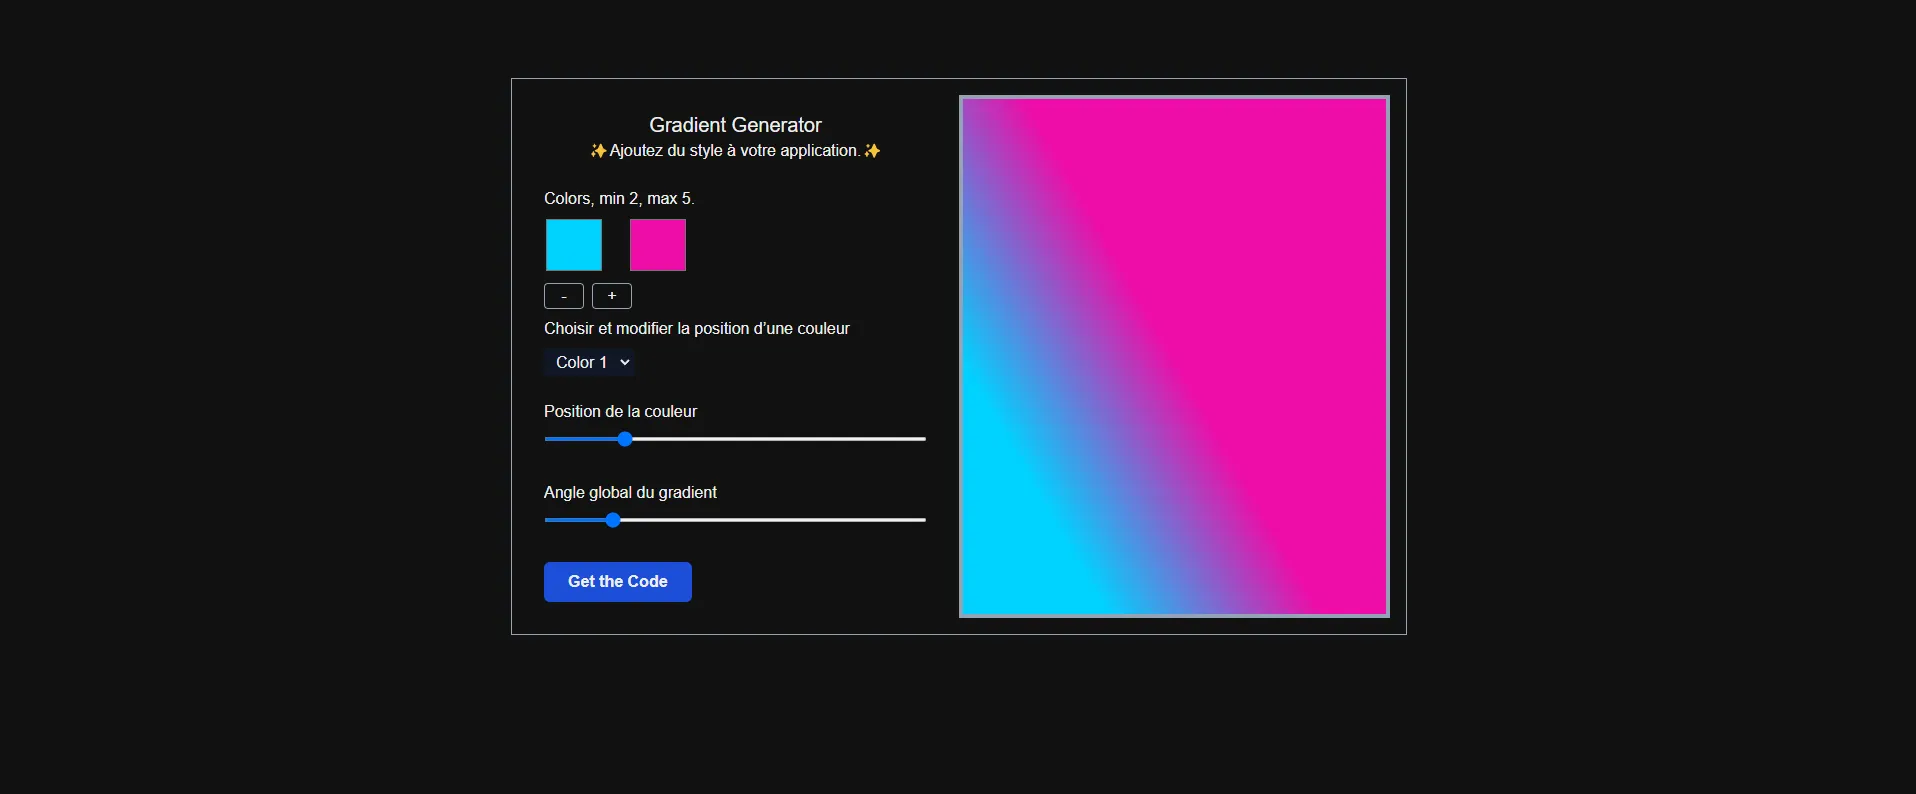 Gradient Generator
✨Ajoutez du style à votre application.✨
Colors, min 2, max 5.
- +
Choisir et modifier la position d’une couleur
Color 1
Position de la couleur
Angle global du gradient
Get the Code